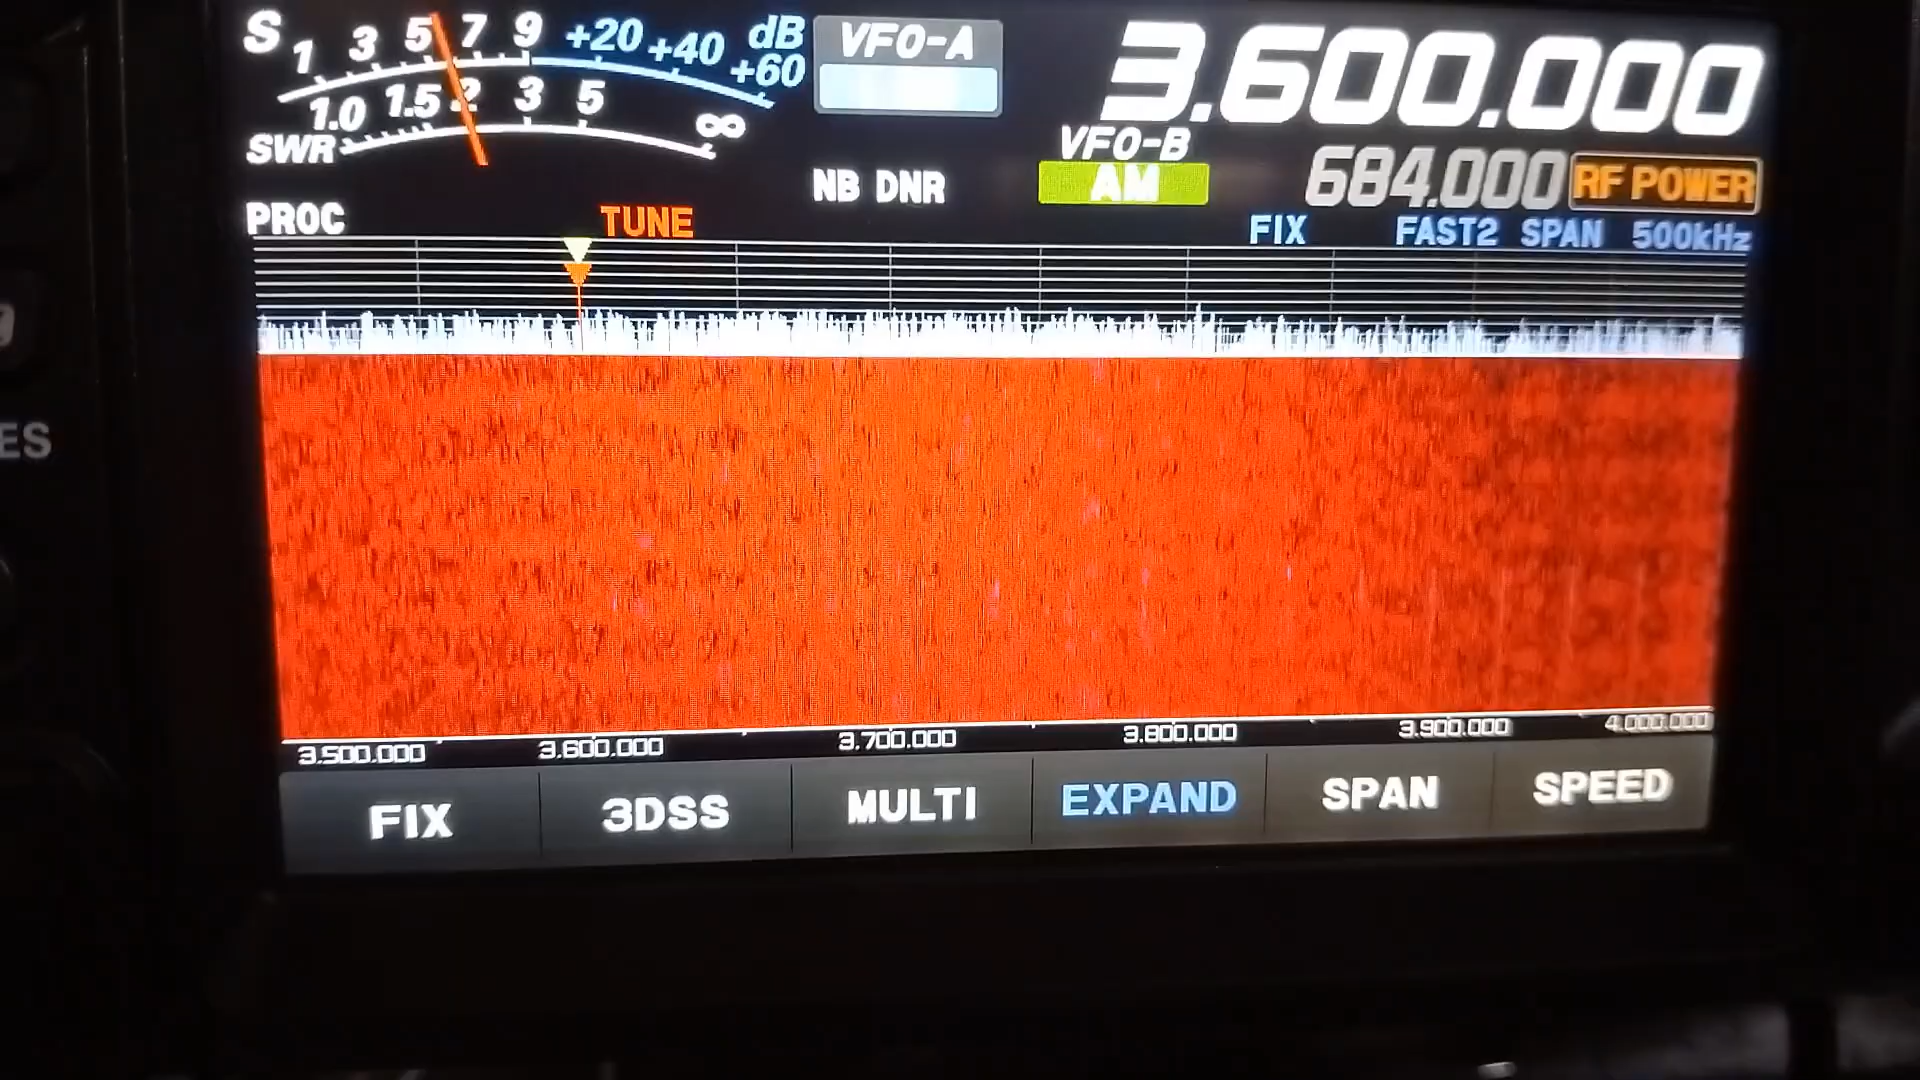 S 1 3 5 7 9 +20 +40 +60 dB
SWR 1.0 1.5 2 3 5 ∞
VFO-A
3.600.000
VFO-B
AM
684.000
RF POWER
NB DNR
PROC
TUNE
FIX FAST2 SPAN 500kHz
ES
3.500.000 3.600.000 3.700.000 3.800.000 3.900.000 4.000.000
FIX 3DSS MULTI EXPAND SPAN SPEED